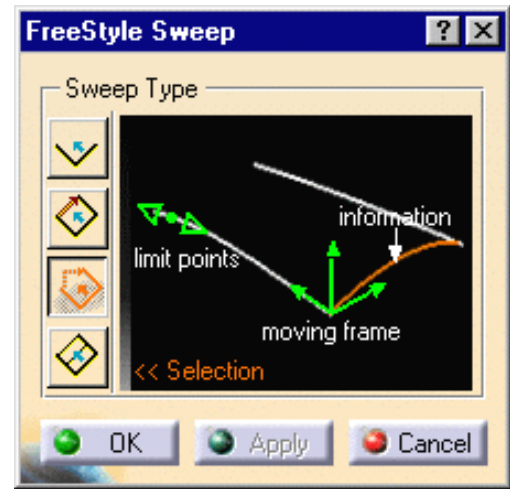 FreeStyle Sweep
Sweep Type
information
limit points
moving frame
<< Selection
OK Apply Cancel